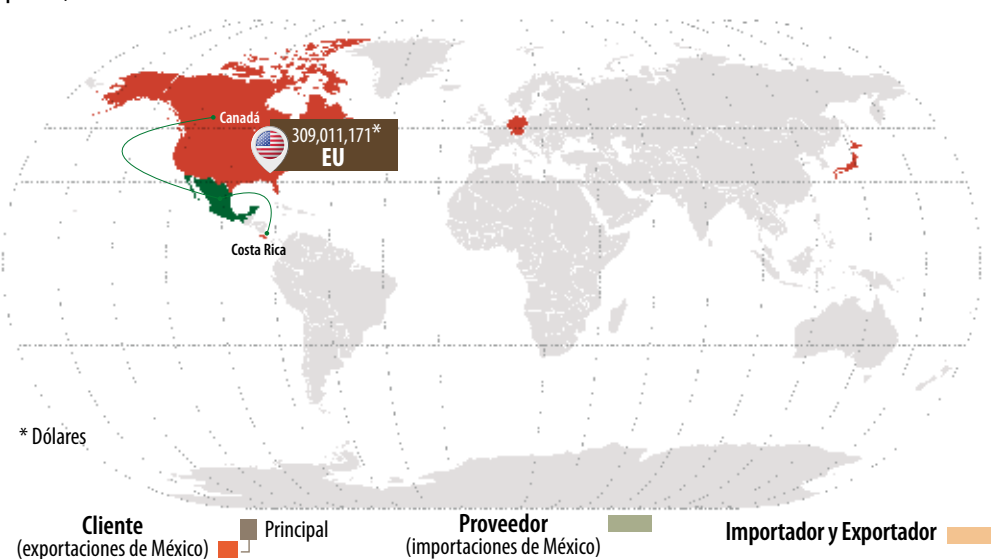 Canadá
309,011,171*
EU
Costa Rica
* Dólares
Cliente
(exportaciones de México)
Principal
Proveedor
(importaciones de México)
Importador y Exportador